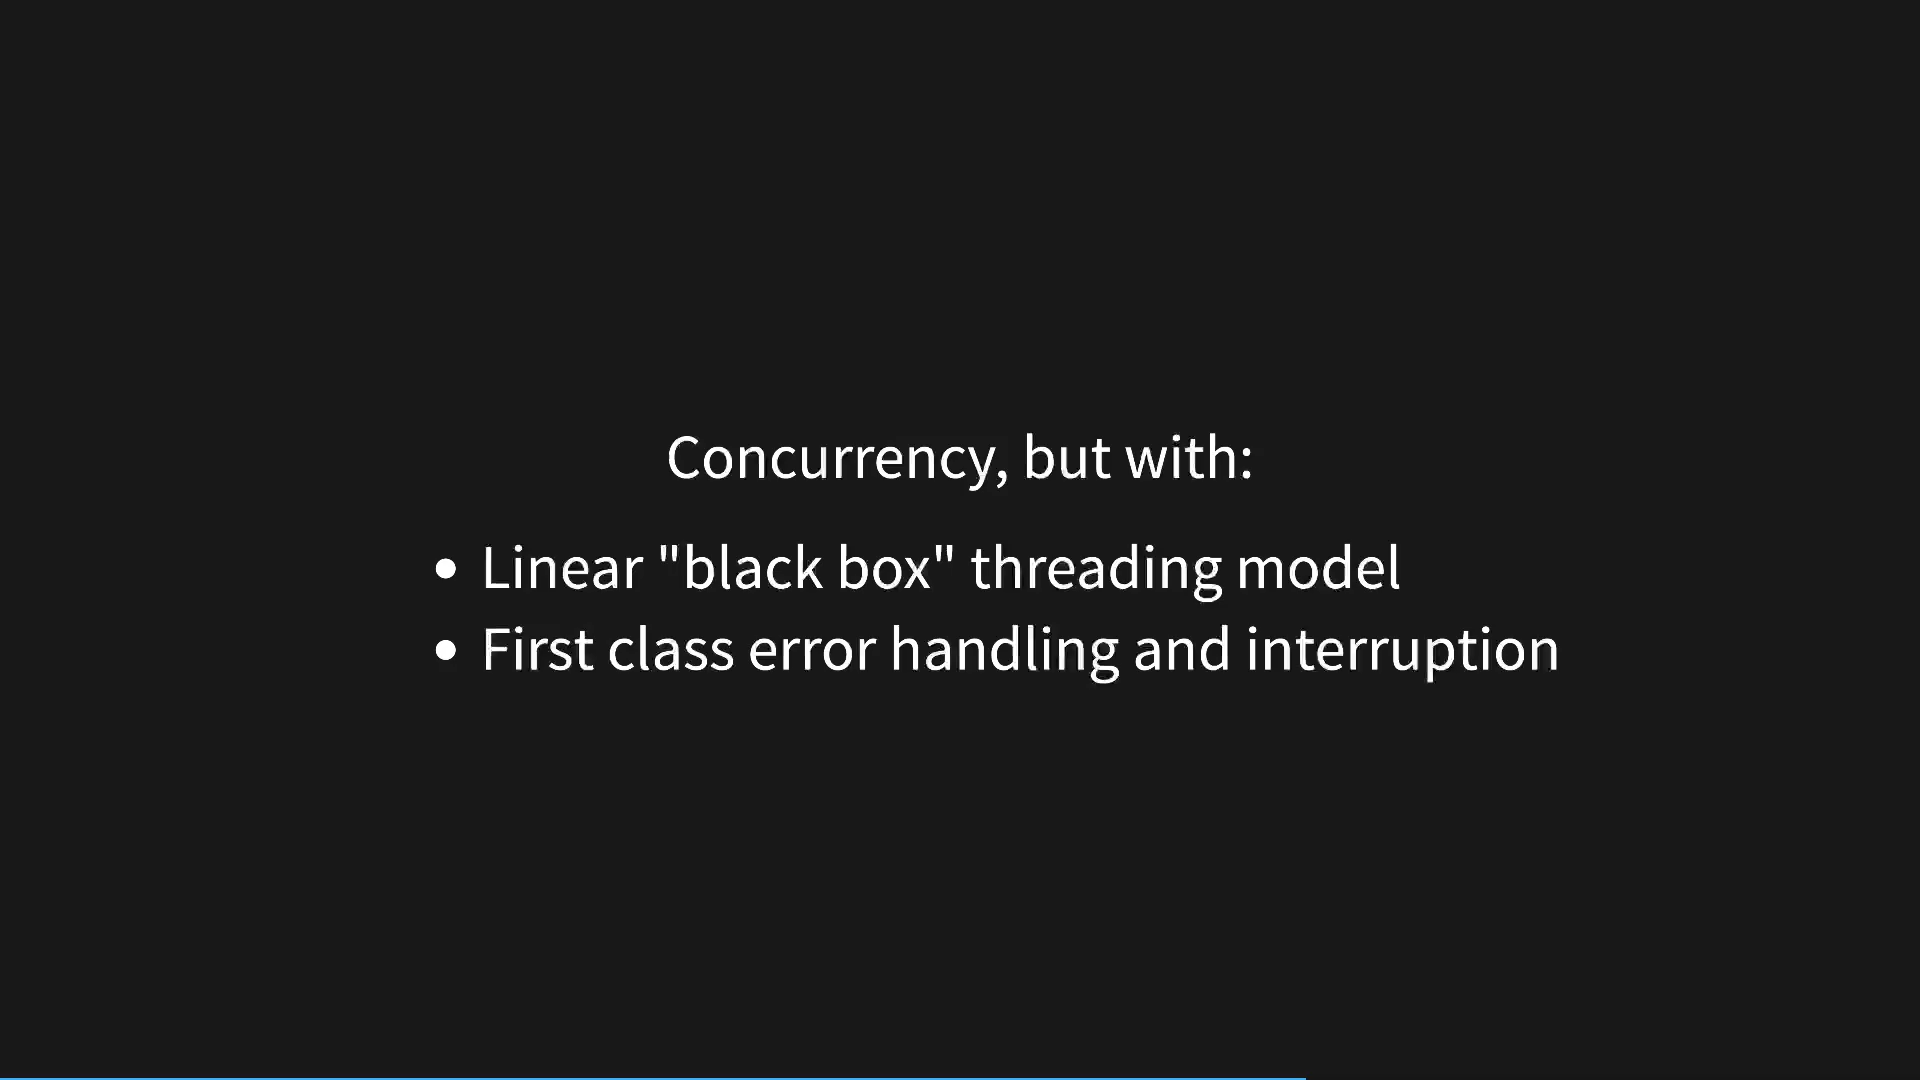 Concurrency, but with:
• Linear "black box" threading model
• First class error handling and interruption